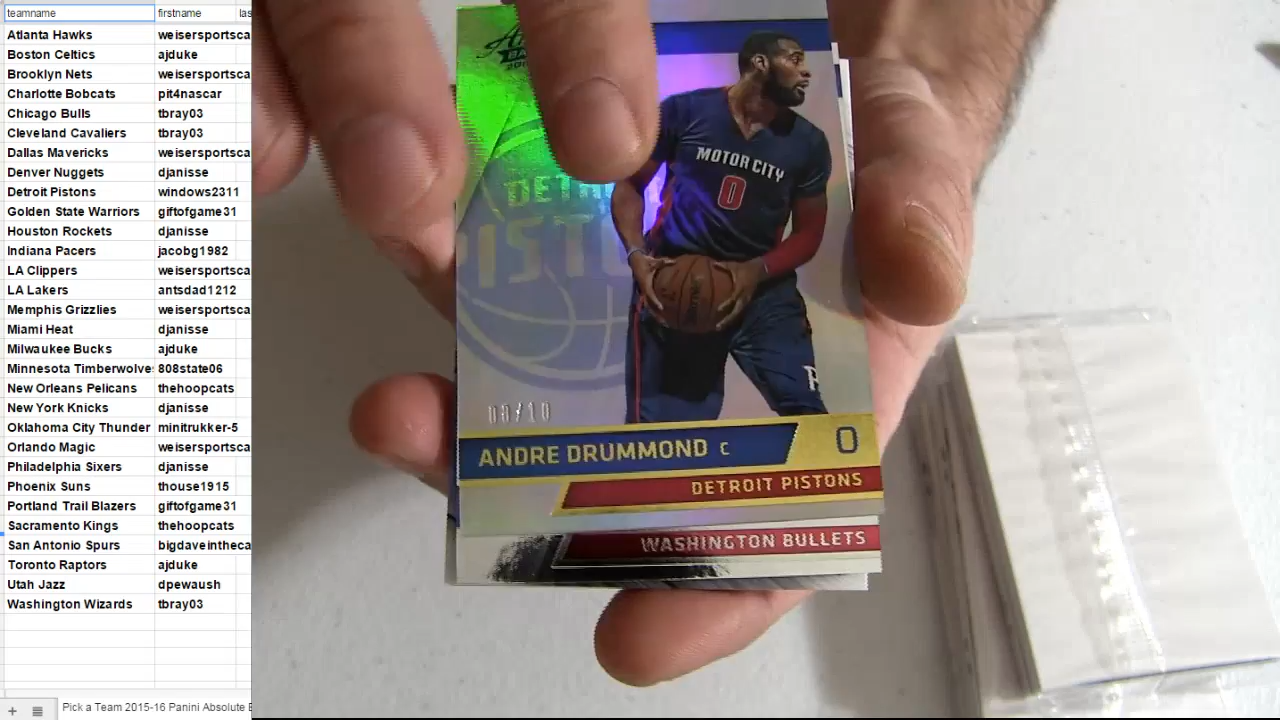 teamname firstname las
Atlanta Hawks weisersportsca
Boston Celtics ajduke
Brooklyn Nets weisersportsca
Charlotte Bobcats pit4nascar
Chicago Bulls tbray03
Cleveland Cavaliers tbray03
Dallas Mavericks weisersportsca
Denver Nuggets djanisse
Detroit Pistons windows2311
Golden State Warriors giftofgame31
Houston Rockets djanisse
Indiana Pacers jacobg1982
LA Clippers weisersportsca
LA Lakers antsdad1212
Memphis Grizzlies weisersportsca
Miami Heat djanisse
Milwaukee Bucks ajduke
Minnesota Timberwolve 808state06
New Orleans Pelicans thehoopcats
New York Knicks djanisse
Oklahoma City Thunder minitrukker-5
Orlando Magic weisersportsca
Philadelphia Sixers djanisse
Phoenix Suns thouse1915
Portland Trail Blazers giftofgame31
Sacramento Kings thehoopcats
San Antonio Spurs bigdaveintheca
Toronto Raptors ajduke
Utah Jazz dpewaush
Washington Wizards tbray03
Pick a Team 2015-16 Panini Absolute B
MOTOR CITY
0
ANDRE DRUMMOND C 0
DETROIT PISTONS
WASHINGTON BULLETS